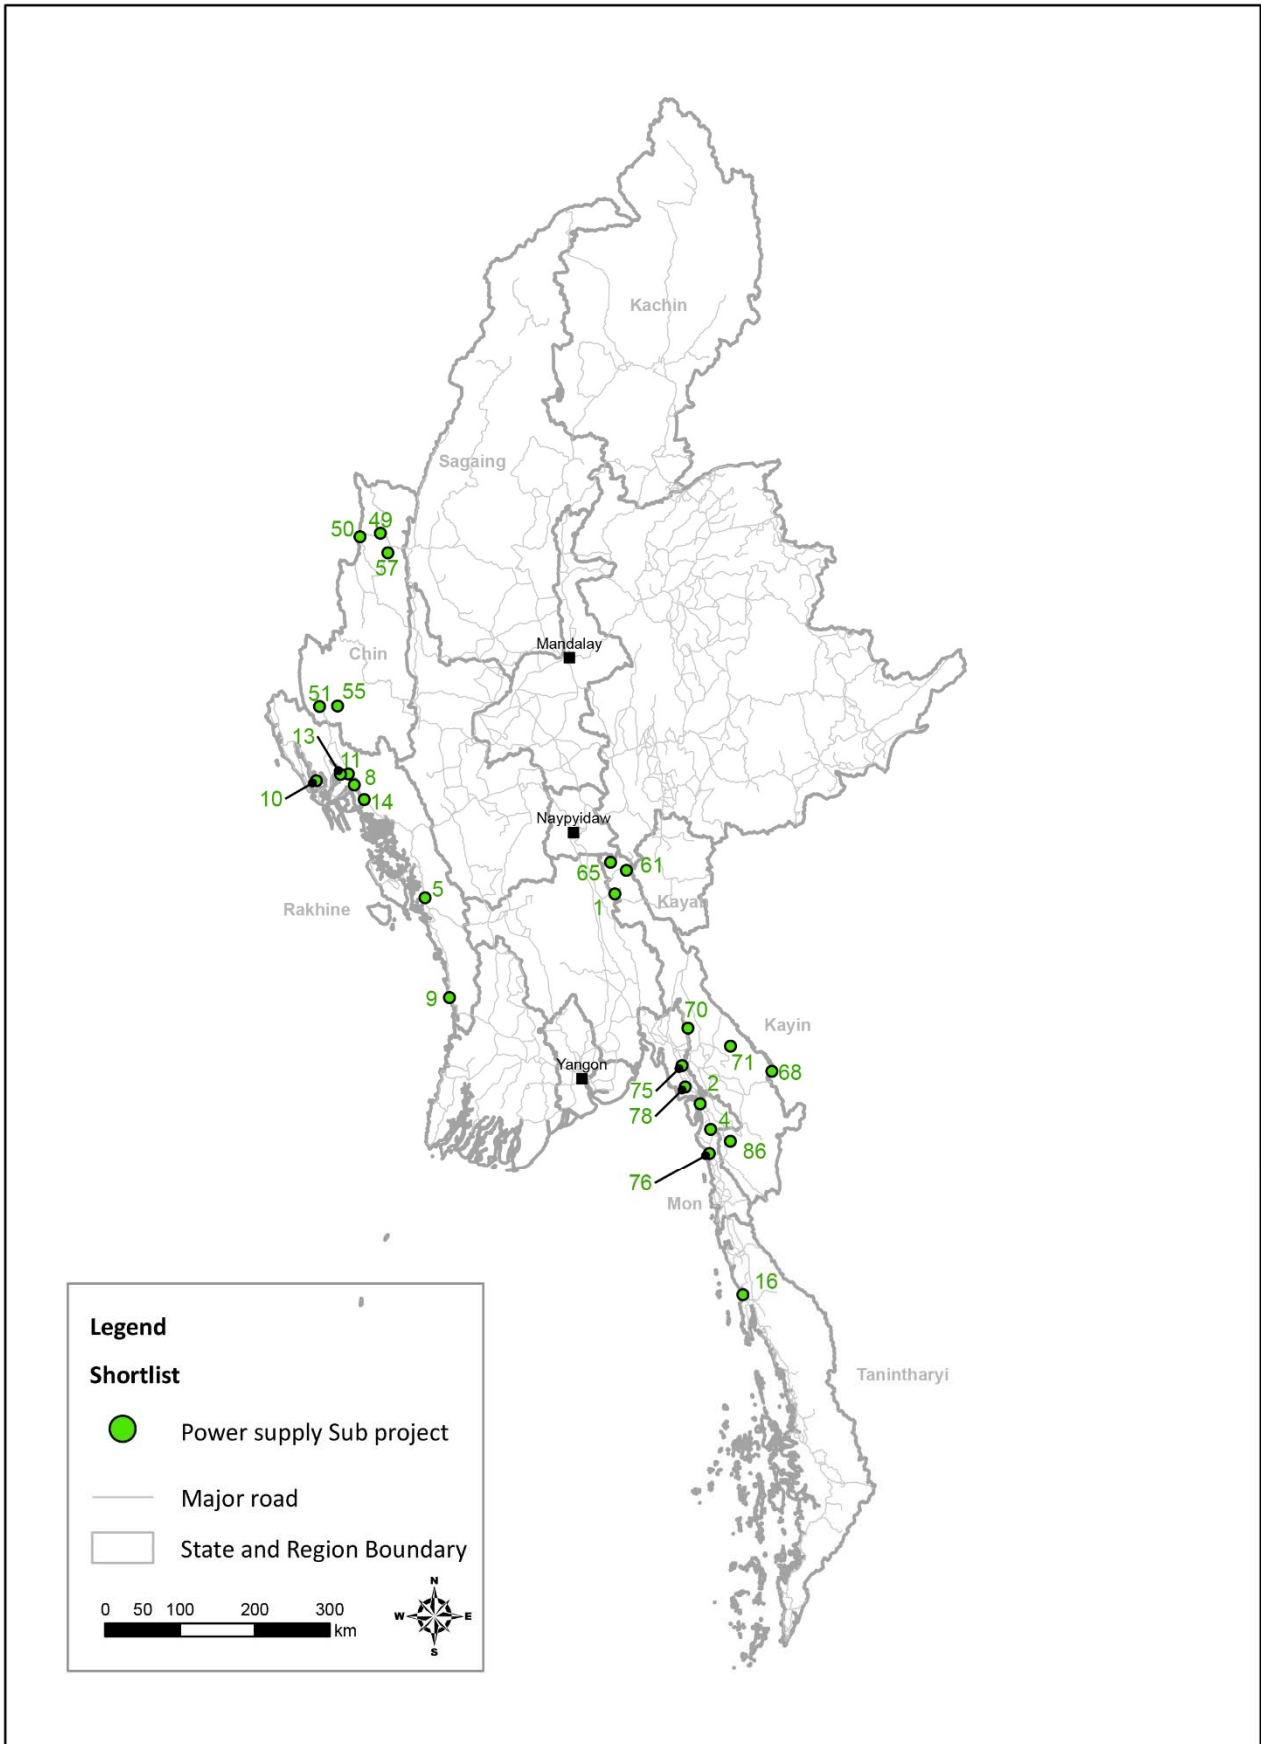 Kachin
Sagaing
50
49
57
Mandalay
Chin
51
55
13
11
8
10
14
Naypyidaw
65
61
5
1
Kayah
Rakhine
9
70
Kayin
71
Yangon
68
75
2
78
4
86
76
Mon
16
Tanintharyi
Legend
Shortlist
Power supply Sub project
Major road
State and Region Boundary
N
W
E
S
0 50 100 200 300
km